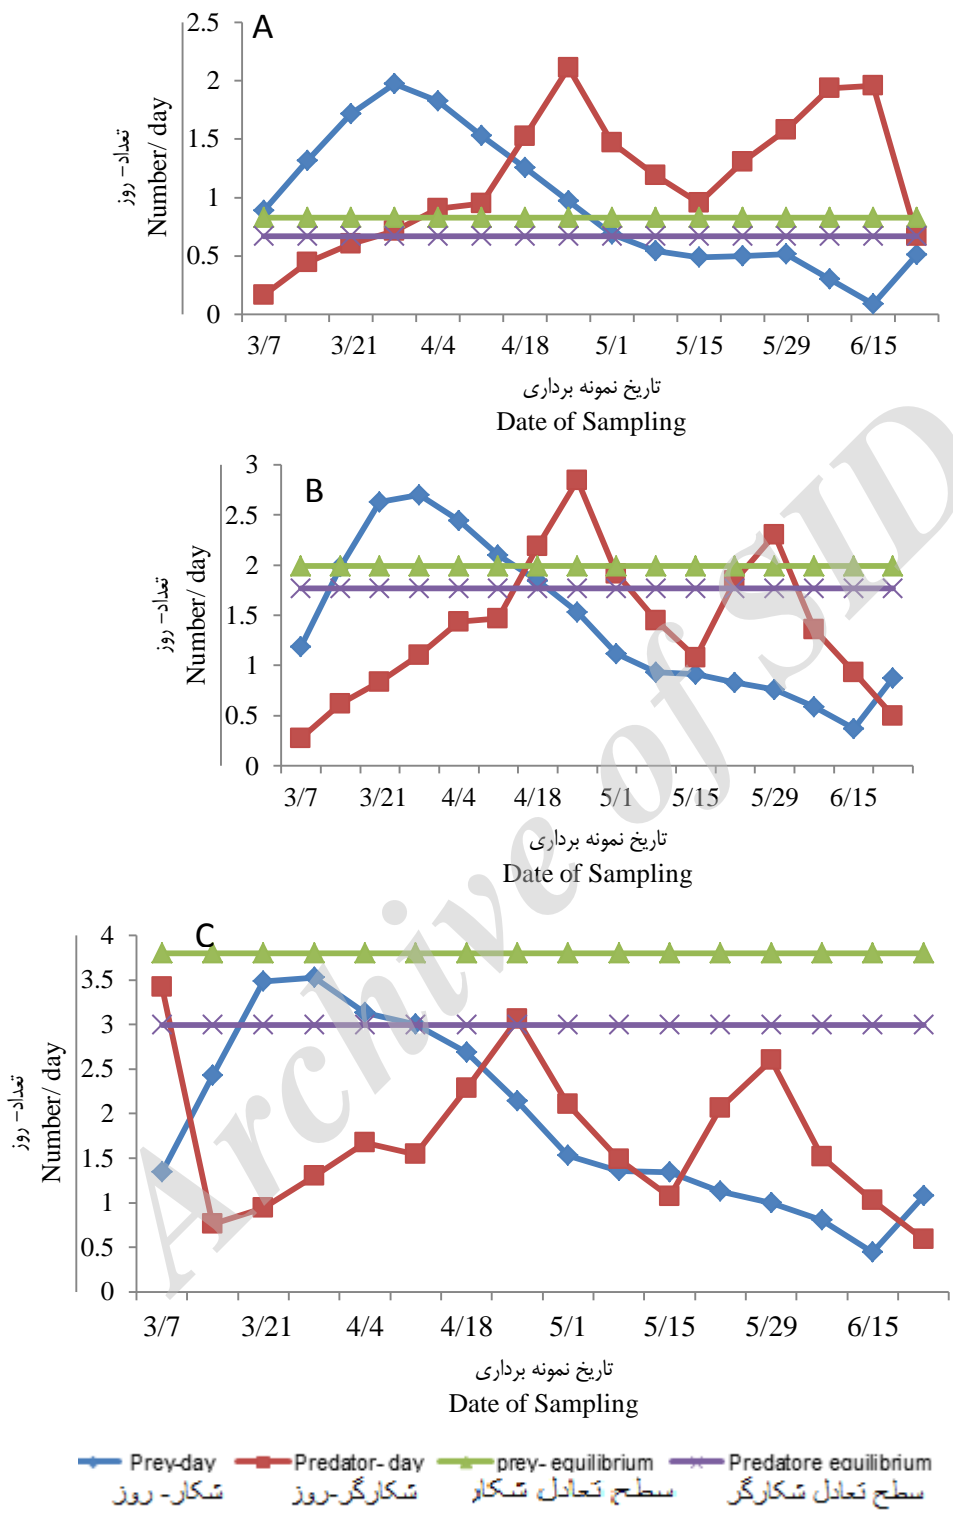 A
2.5
2
1.5
1
0.5
0
تعداد- روز
Number/ day
3/7 3/21 4/4 4/18 5/1 5/15 5/29 6/15
تاریخ نمونه برداری
Date of Sampling
B
3
2.5
2
1.5
1
0.5
0
تعداد- روز
Number/ day
3/7 3/21 4/4 4/18 5/1 5/15 5/29 6/15
تاریخ نمونه برداری
Date of Sampling
C
4
3.5
3
2.5
2
1.5
1
0.5
0
تعداد- روز
Number/ day
3/7 3/21 4/4 4/18 5/1 5/15 5/29 6/15
تاریخ نمونه برداری
Date of Sampling
Prey-day Predator- day prey- equilibrium Predatore equilibrium
شکار- روز شکارگر-روز سطح تعادل شکار سطح تعادل شکارگر
Archive of SID